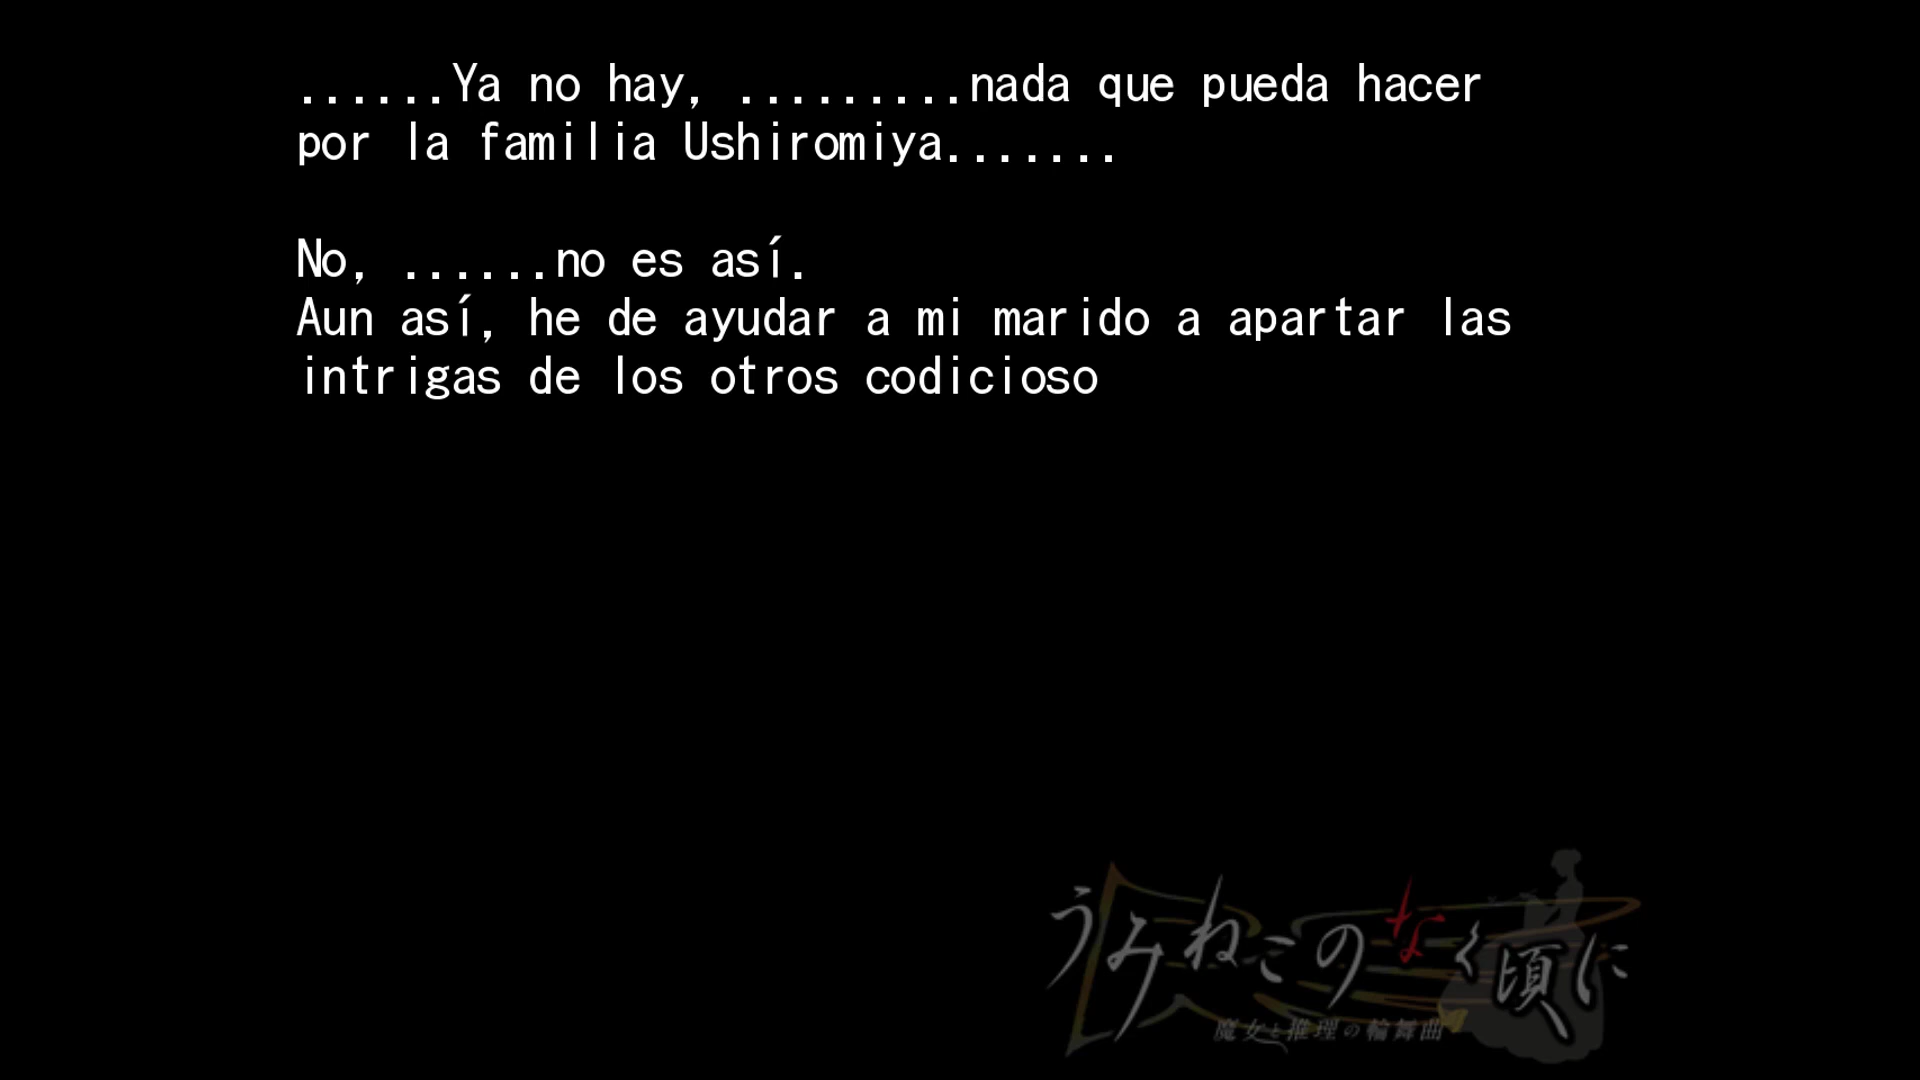 ......Ya no hay, .........nada que pueda hacer
por la familia Ushiromiya.......
No, ......no es así.
Aun así, he de ayudar a mi marido a apartar las
intrigas de los otros codicioso
うみねこのなく頃に
魔女と推理の輪舞曲